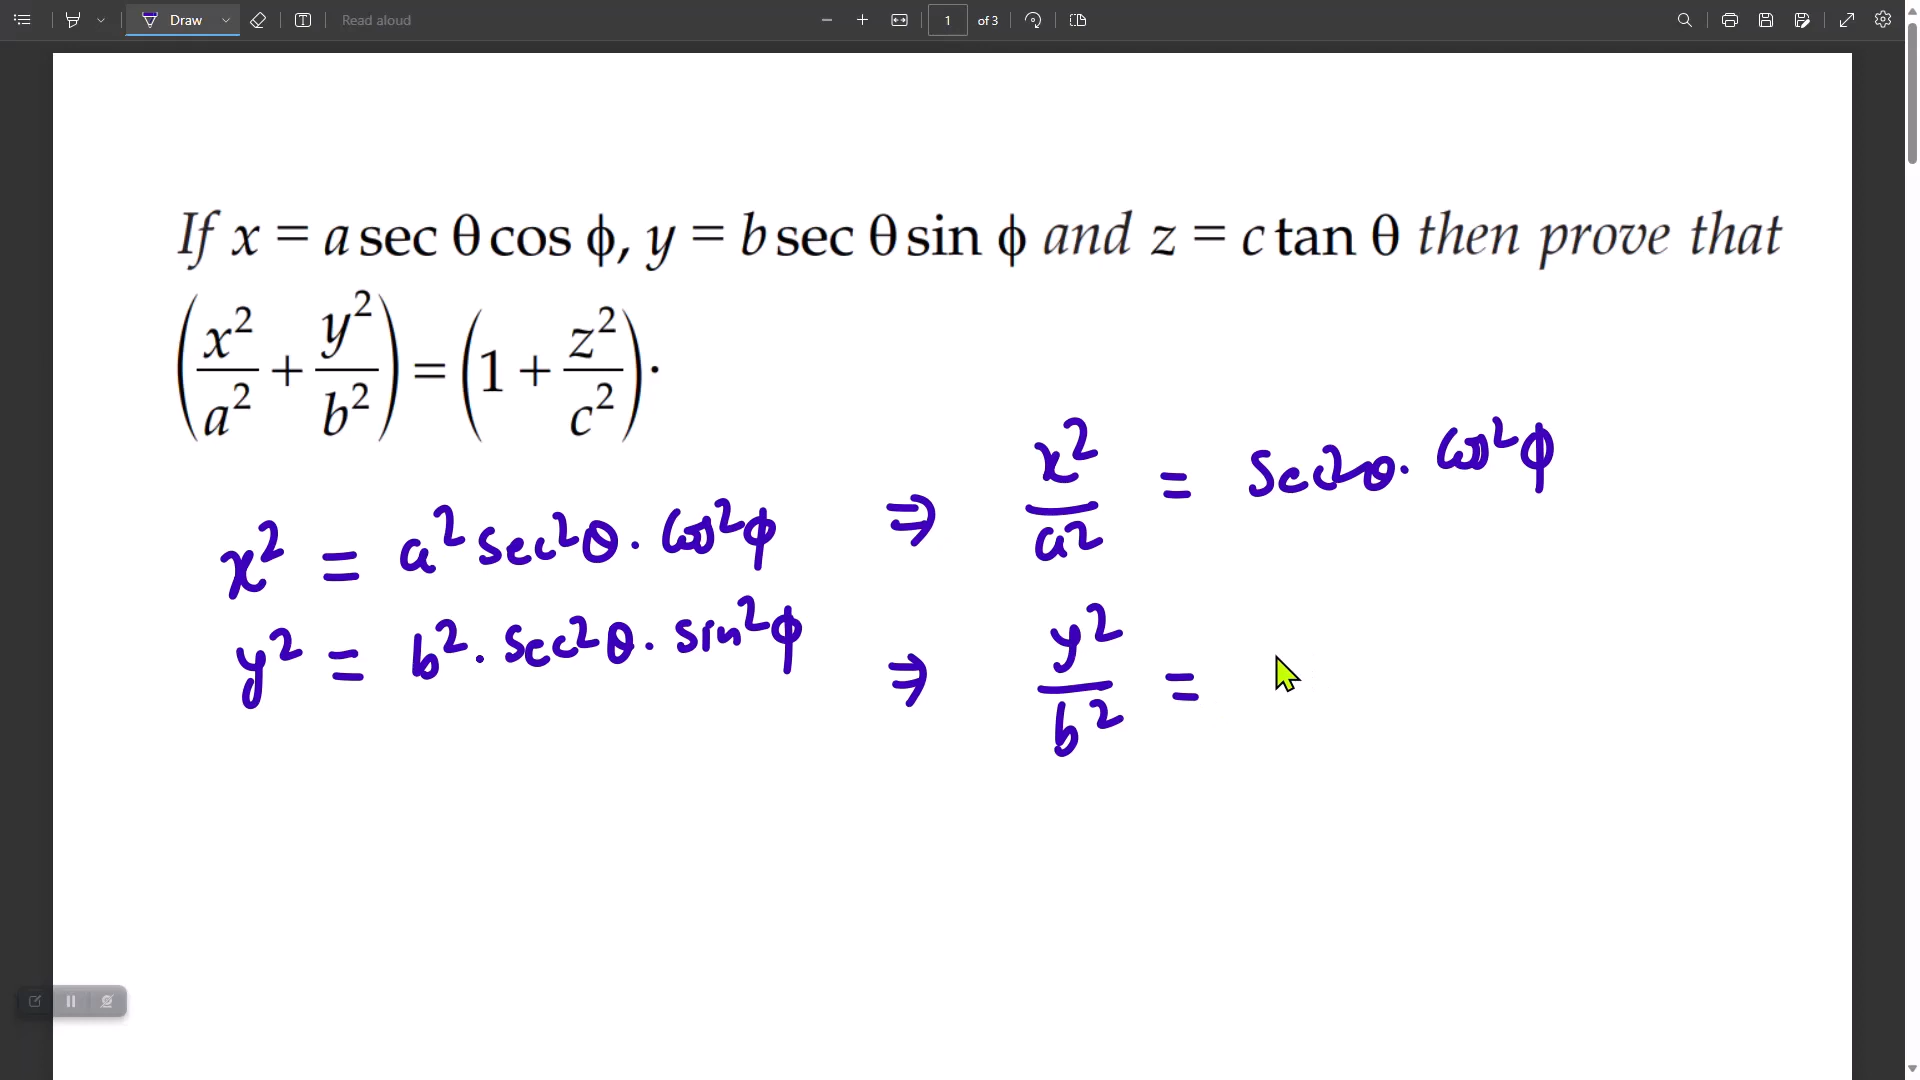 Draw Read aloud 1 of 3
If x = a sec θ cos ϕ, y = b sec θ sin ϕ and z = c tan θ then prove that
(x²/a² + y²/b²) = (1 + z²/c²).
x² = a² sec²θ . cos²ϕ ⇒ x²/a² = sec²θ . cos²ϕ
y² = b² . sec²θ . sin²ϕ ⇒ y²/b² =